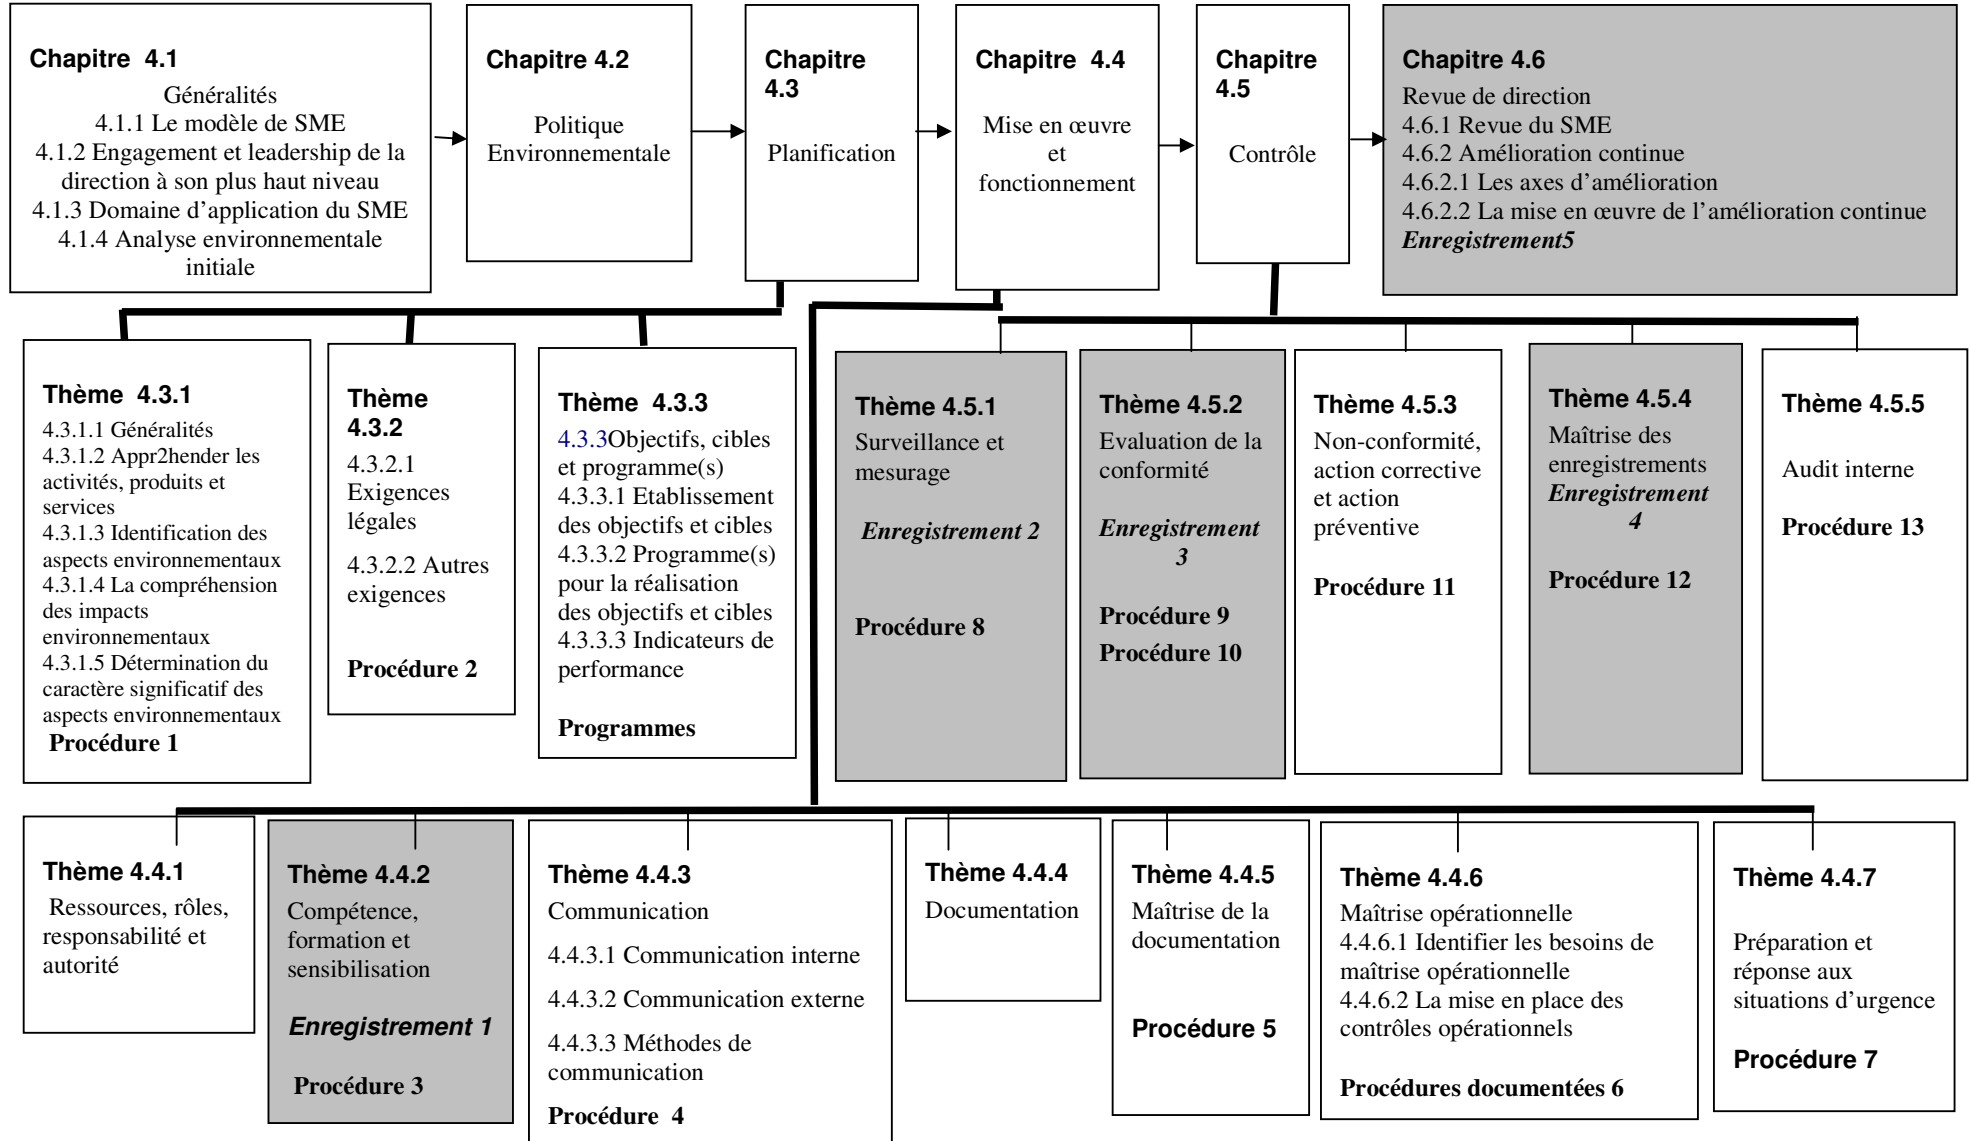 Chapitre 4.1
Généralités
4.1.1 Le modèle de SME
4.1.2 Engagement et leadership de la
direction à son plus haut niveau
4.1.3 Domaine d'application du SME
4.1.4 Analyse environnementale
initiale
Chapitre 4.2
Politique
Environnementale
Chapitre
4.3
Planification
Chapitre 4.4
Mise en œuvre
et
fonctionnement
Chapitre
4.5
Contrôle
Chapitre 4.6
Revue de direction
4.6.1 Revue du SME
4.6.2 Amélioration continue
4.6.2.1 Les axes d'amélioration
4.6.2.2 La mise en œuvre de l'amélioration continue
Enregistrement5
Thème 4.3.1
4.3.1.1 Généralités
4.3.1.2 Appr2hender les
activités, produits et
services
4.3.1.3 Identification des
aspects environnementaux
4.3.1.4 La compréhension
des impacts
environnementaux
4.3.1.5 Détermination du
caractère significatif des
aspects environnementaux
Procédure 1
Thème
4.3.2
4.3.2.1
Exigences
légales
4.3.2.2 Autres
exigences
Procédure 2
Thème 4.3.3
4.3.3Objectifs, cibles
et programme(s)
4.3.3.1 Etablissement
des objectifs et cibles
4.3.3.2 Programme(s)
pour la réalisation
des objectifs et cibles
4.3.3.3 Indicateurs de
performance
Programmes
Thème 4.5.1
Surveillance et
mesurage
Enregistrement 2
Procédure 8
Thème 4.5.2
Evaluation de la
conformité
Enregistrement
3
Procédure 9
Procédure 10
Thème 4.5.3
Non-conformité,
action corrective
et action
préventive
Procédure 11
Thème 4.5.4
Maîtrise des
enregistrements
Enregistrement
4
Procédure 12
Thème 4.5.5
Audit interne
Procédure 13
Thème 4.4.1
Ressources, rôles,
responsabilité et
autorité
Thème 4.4.2
Compétence,
formation et
sensibilisation
Enregistrement 1
Procédure 3
Thème 4.4.3
Communication
4.4.3.1 Communication interne
4.4.3.2 Communication externe
4.4.3.3 Méthodes de
communication
Procédure 4
Thème 4.4.4
Documentation
Thème 4.4.5
Maîtrise de la
documentation
Procédure 5
Thème 4.4.6
Maîtrise opérationnelle
4.4.6.1 Identifier les besoins de
maîtrise opérationnelle
4.4.6.2 La mise en place des
contrôles opérationnels
Procédures documentées 6
Thème 4.4.7
Préparation et
réponse aux
situations d'urgence
Procédure 7